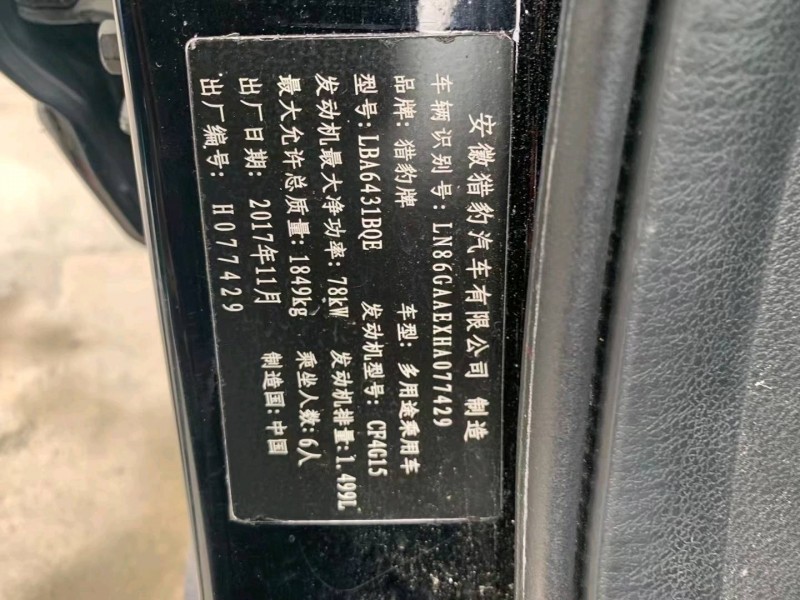 安徽猎豹汽车有限公司 制造
车辆识别号: LN86GAAEXHA077429
品牌: 猎豹牌 车型: 多用途乘用车
型号: LBA6431BQE 发动机型号: CF4G15
发动机最大净功率: 78kW 发动机排量: 1.499L
最大允许总质量: 1849kg 乘坐人数: 6人
出厂日期: 2017年11月 制造国: 中国
出厂编号: H077429